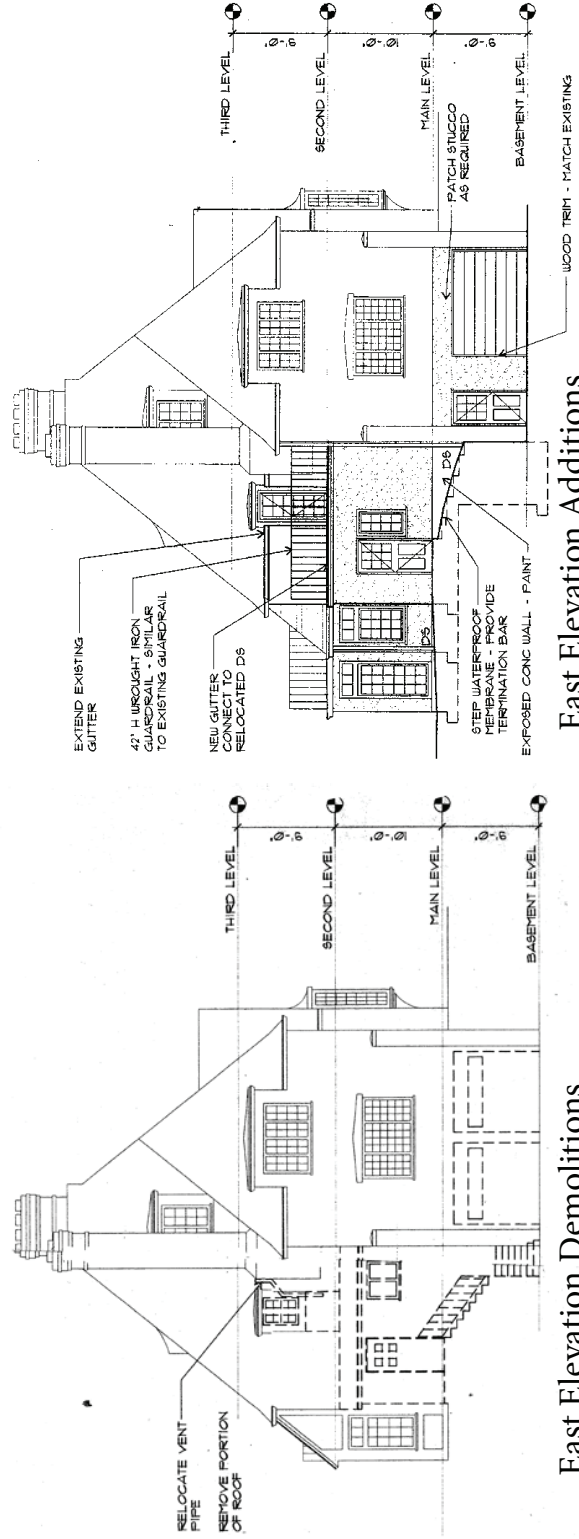 RELOCATE VENT
PIPE
REMOVE PORTION
OF ROOF
THIRD LEVEL
9'-0"
SECOND LEVEL
10'-0"
MAIN LEVEL
9'-0"
BASEMENT LEVEL
East Elevation Demolitions
EXTEND EXISTING
GUTTER
42' H WROUGHT IRON
GUARDRAIL - SIMILAR
TO EXISTING GUARDRAIL
NEW GUTTER
CONNECT TO
RELOCATED DS
STEP WATERPROOF
MEMBRANE - PROVIDE
TERMINATION BAR
EXPOSED CONC WALL - PAINT
DS
DS
THIRD LEVEL
9'-0"
SECOND LEVEL
10'-0"
MAIN LEVEL
9'-0"
BASEMENT LEVEL
PATCH STUCCO
AS REQUIRED
WOOD TRIM - MATCH EXISTING
East Elevation Additions